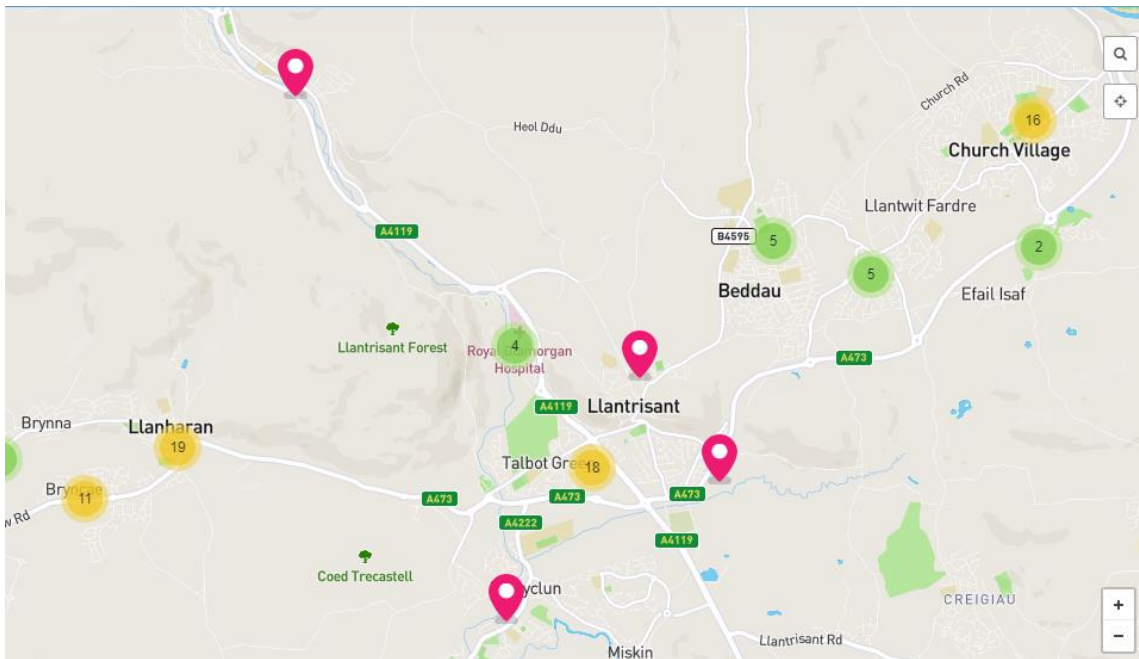 Church Rd
16
Heol Ddu
Church Village
Llantwit Fardre
A4119
B4595
5
2
5
Beddau
Efail Isaf
4
Llantrisant Forest
Royal
Hospital
A473
A4119
Llantrisant
Brynna
Llanharan
19
Talbot
18
11
A473
A473
A473
A4222
A4119
Coed Trecastell
CREIGIAU
+
−
Llantrisant Rd
Miskin